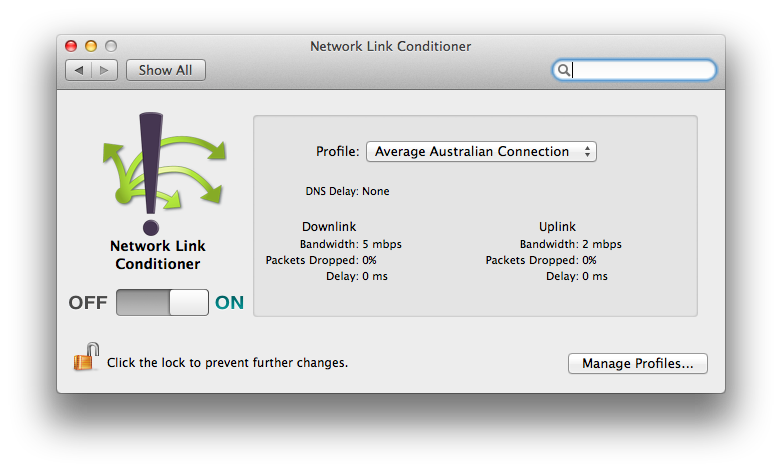 Network Link Conditioner
Show All
Profile: Average Australian Connection
DNS Delay: None
Downlink
Bandwidth: 5 mbps
Packets Dropped: 0%
Delay: 0 ms
Uplink
Bandwidth: 2 mbps
Packets Dropped: 0%
Delay: 0 ms
Network Link
Conditioner
OFF ON
Click the lock to prevent further changes.
Manage Profiles...